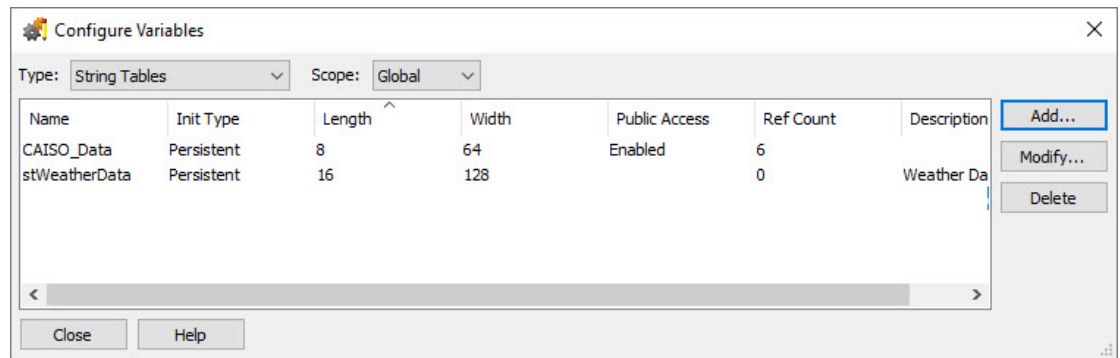 Configure Variables
Type: String Tables Scope: Global
Name Init Type Length Width Public Access Ref Count Description
CAISO_Data Persistent 8 64 Enabled 6
stWeatherData Persistent 16 128 0 Weather Da
Add...
Modify...
Delete
Close Help